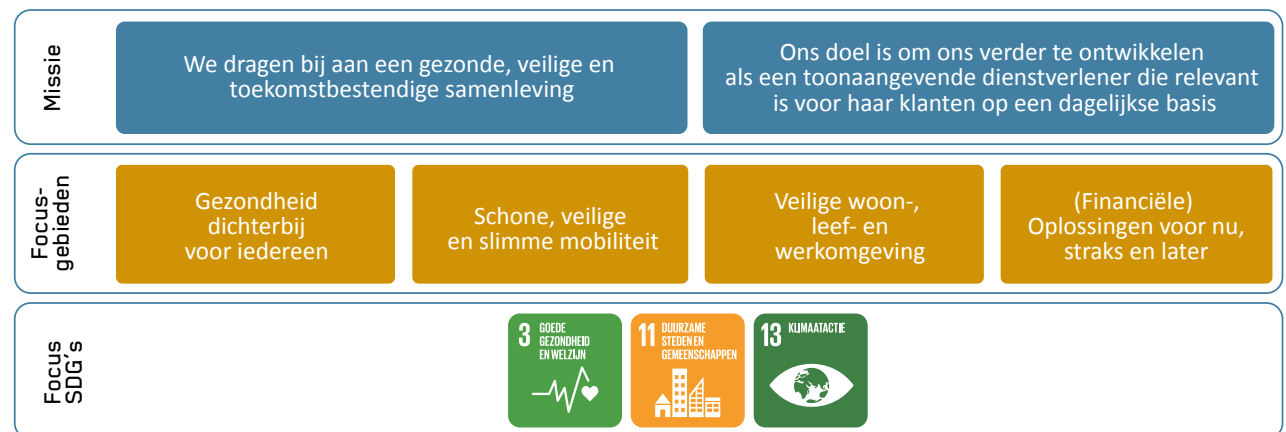 Missie
We dragen bij aan een gezonde, veilige en
toekomstbestendige samenleving
Ons doel is om ons verder te ontwikkelen
als een toonaangevende dienstverlener die relevant
is voor haar klanten op een dagelijkse basis
Focus-
gebieden
Gezondheid
dichterbij
voor iedereen
Schone, veilige
en slimme mobiliteit
Veilige woon-,
leef- en
werkomgeving
(Financiële)
Oplossingen voor nu,
straks en later
Focus
SDG's
3 GOEDE
GEZONDHEID
EN WELZIJN
11 DUURZAME
STEDEN EN
GEMEENSCHAPPEN
13 KLIMAATACTIE